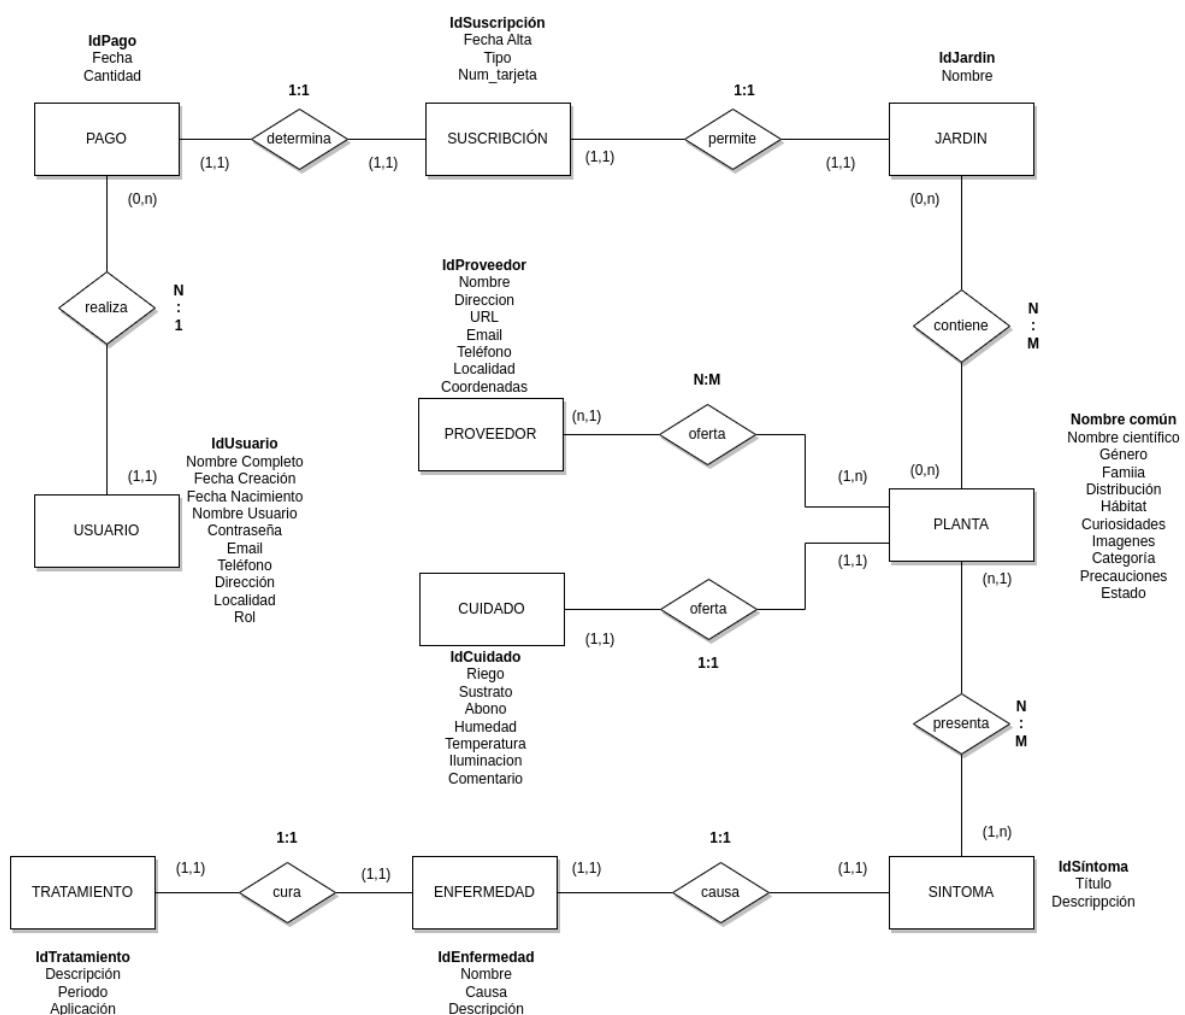 IdPago
Fecha
Cantidad
IdSuscripción
Fecha Alta
Tipo
Num_tarjeta
IdJardin
Nombre
1:1
1:1
PAGO
determina
SUSCRIBCIÓN
permite
JARDIN
(1,1)
(1,1)
(1,1)
(1,1)
(0,n)
(0,n)
realiza
N
:
1
IdProveedor
Nombre
Direccion
URL
Email
Teléfono
Localidad
Coordenadas
contiene
N
:
M
N:M
PROVEEDOR
(n,1)
oferta
(1,n)
(0,n)
Nombre común
Nombre científico
Género
Famiia
Distribución
Hábitat
Curiosidades
Imagenes
Categoría
Precauciones
Estado
IdUsuario
Nombre Completo
Fecha Creación
Fecha Nacimiento
Nombre Usuario
Contraseña
Email
Teléfono
Dirección
Localidad
Rol
(1,1)
USUARIO
PLANTA
(1,1)
(n,1)
CUIDADO
oferta
(1,1)
1:1
IdCuidado
Riego
Sustrato
Abono
Humedad
Temperatura
Iluminacion
Comentario
presenta
N
:
M
1:1
1:1
(1,n)
TRATAMIENTO
(1,1)
cura
(1,1)
ENFERMEDAD
(1,1)
causa
(1,1)
SINTOMA
IdSíntoma
Título
Descrippción
IdTratamiento
Descripción
Periodo
Aplicación
IdEnfermedad
Nombre
Causa
Descripción